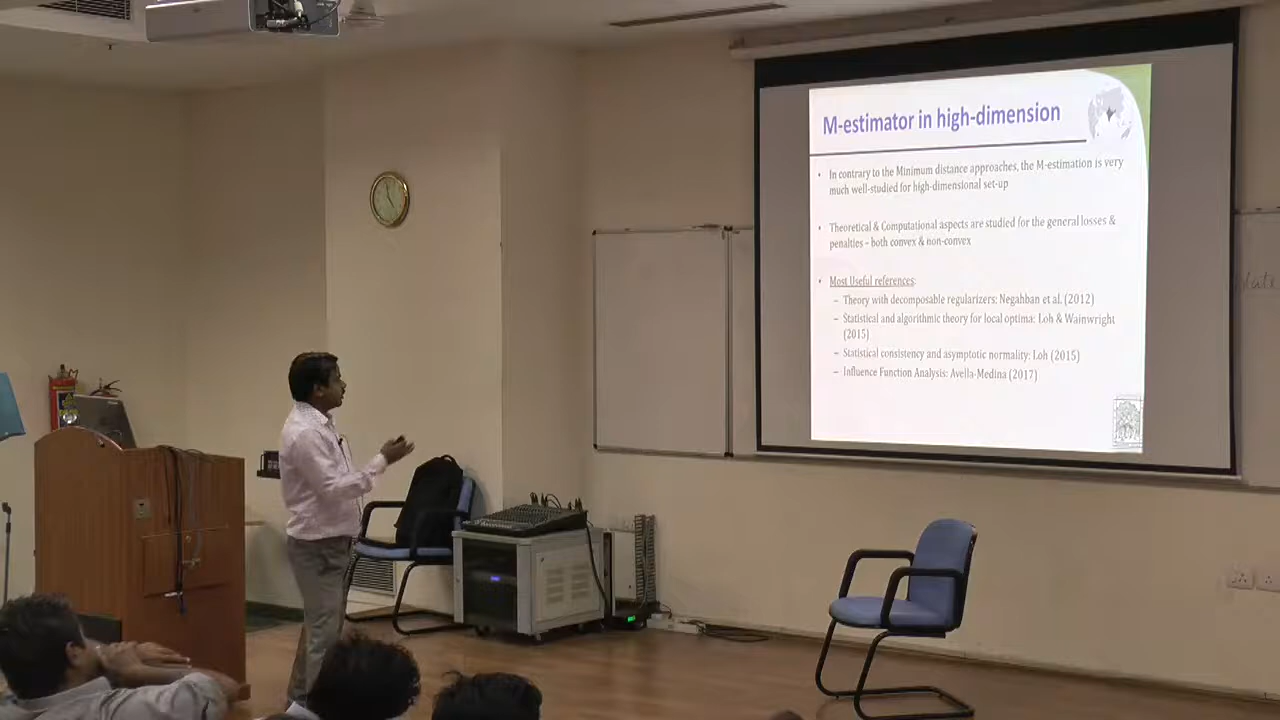 M-estimator in high-dimension
• In contrary to the Minimum distance approaches, the M-estimation is very
much well-studied for high-dimensional set-up
• Theoretical & Computational aspects are studied for the general losses &
penalties – both convex & non-convex
• Most Useful references:
– Theory with decomposable regularizers: Negahban et al. (2012)
– Statistical and algorithmic theory for local optima: Loh & Wainwright
(2015)
– Statistical consistency and asymptotic normality: Loh (2015)
– Influence Function Analysis: Avella-Medina (2017)